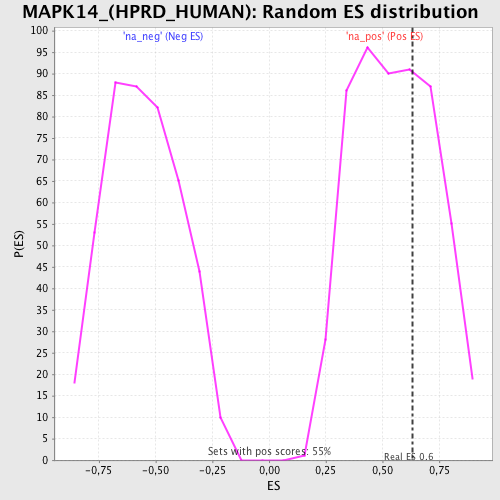 MAPK14_(HPRD_HUMAN): Random ES distribution
'na_neg' (Neg ES)
'na_pos' (Pos ES)
P(ES)
100
95
90
85
80
75
70
65
60
55
50
45
40
35
30
25
20
15
10
5
0
Sets with pos scores: 55%
Real ES 0.6
-0,75 -0,50 -0,25 0,00 0,25 0,50 0,75
ES